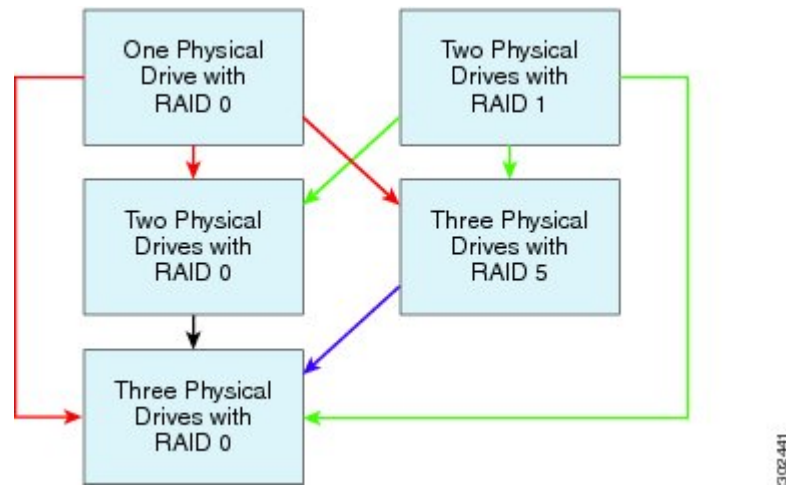 One Physical
Drive with
RAID 0
Two Physical
Drives with
RAID 1
Two Physical
Drives with
RAID 0
Three Physical
Drives with
RAID 5
Three Physical
Drives with
RAID 0
302441